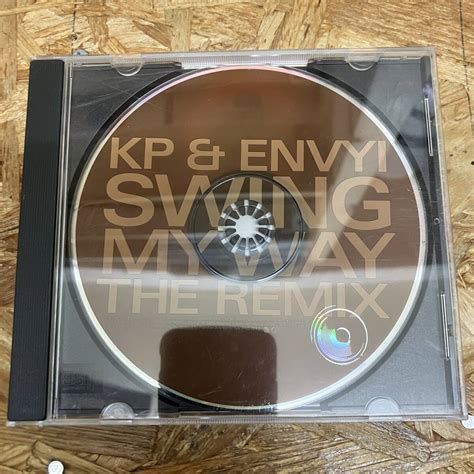 KP & ENVYI
SWING
MY WAY
THE REMIX